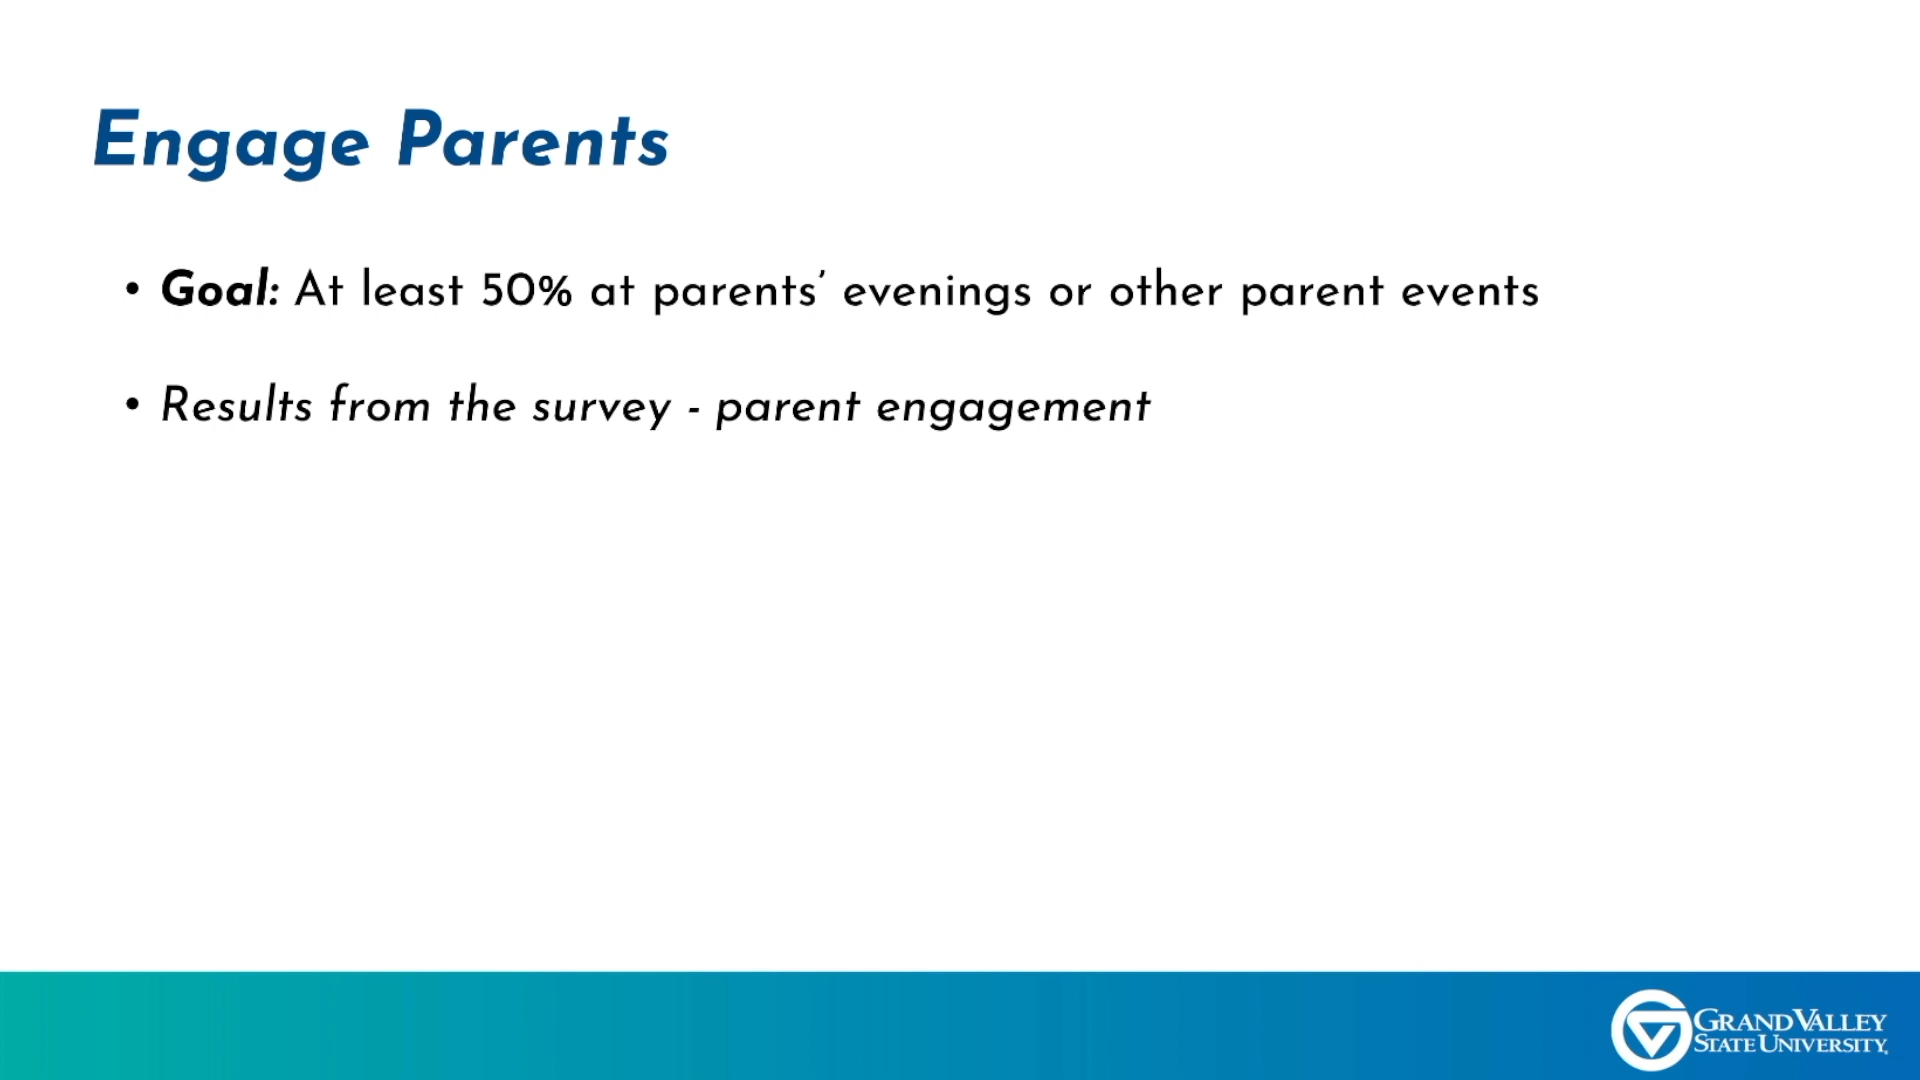 Engage Parents
• Goal: At least 50% at parents’ evenings or other parent events
• Results from the survey - parent engagement
GRAND VALLEY
STATE UNIVERSITY.